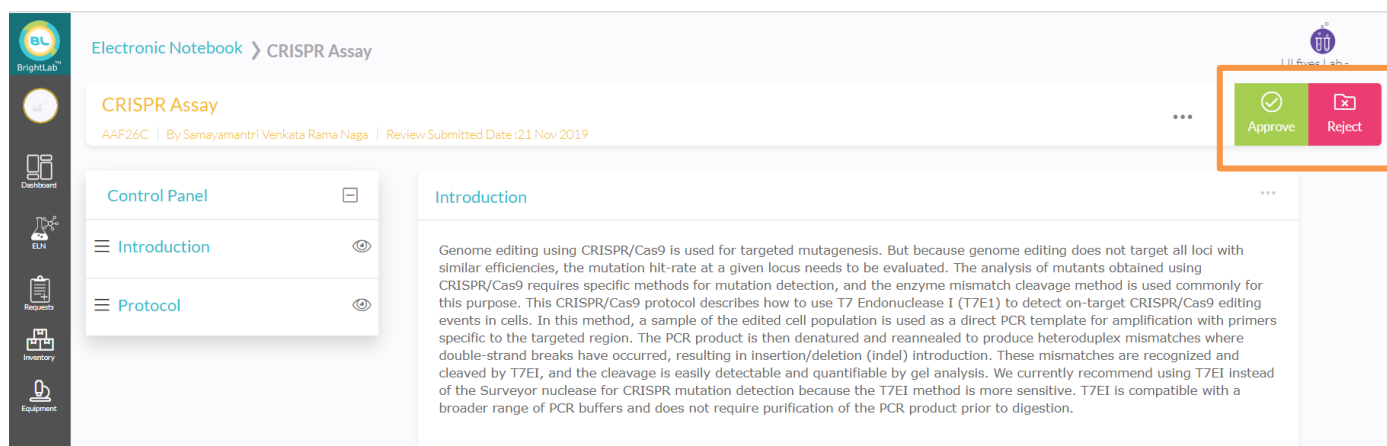 BL
BrightLab™
Electronic Notebook ❯ CRISPR Assay
UI fixes Lab -
CRISPR Assay
AAF26C | By Samayamantri Venkata Rama Naga | Review Submitted Date :21 Nov 2019
Approve
Reject
Dashboard
ELN
Requests
Inventory
Equipment
Control Panel
Introduction
Protocol
Introduction
Genome editing using CRISPR/Cas9 is used for targeted mutagenesis. But because genome editing does not target all loci with
similar efficiencies, the mutation hit-rate at a given locus needs to be evaluated. The analysis of mutants obtained using
CRISPR/Cas9 requires specific methods for mutation detection, and the enzyme mismatch cleavage method is used commonly for
this purpose. This CRISPR/Cas9 protocol describes how to use T7 Endonuclease I (T7E1) to detect on-target CRISPR/Cas9 editing
events in cells. In this method, a sample of the edited cell population is used as a direct PCR template for amplification with primers
specific to the targeted region. The PCR product is then denatured and reannealed to produce heteroduplex mismatches where
double-strand breaks have occurred, resulting in insertion/deletion (indel) introduction. These mismatches are recognized and
cleaved by T7EI, and the cleavage is easily detectable and quantifiable by gel analysis. We currently recommend using T7EI instead
of the Surveyor nuclease for CRISPR mutation detection because the T7EI method is more sensitive. T7EI is compatible with a
broader range of PCR buffers and does not require purification of the PCR product prior to digestion.